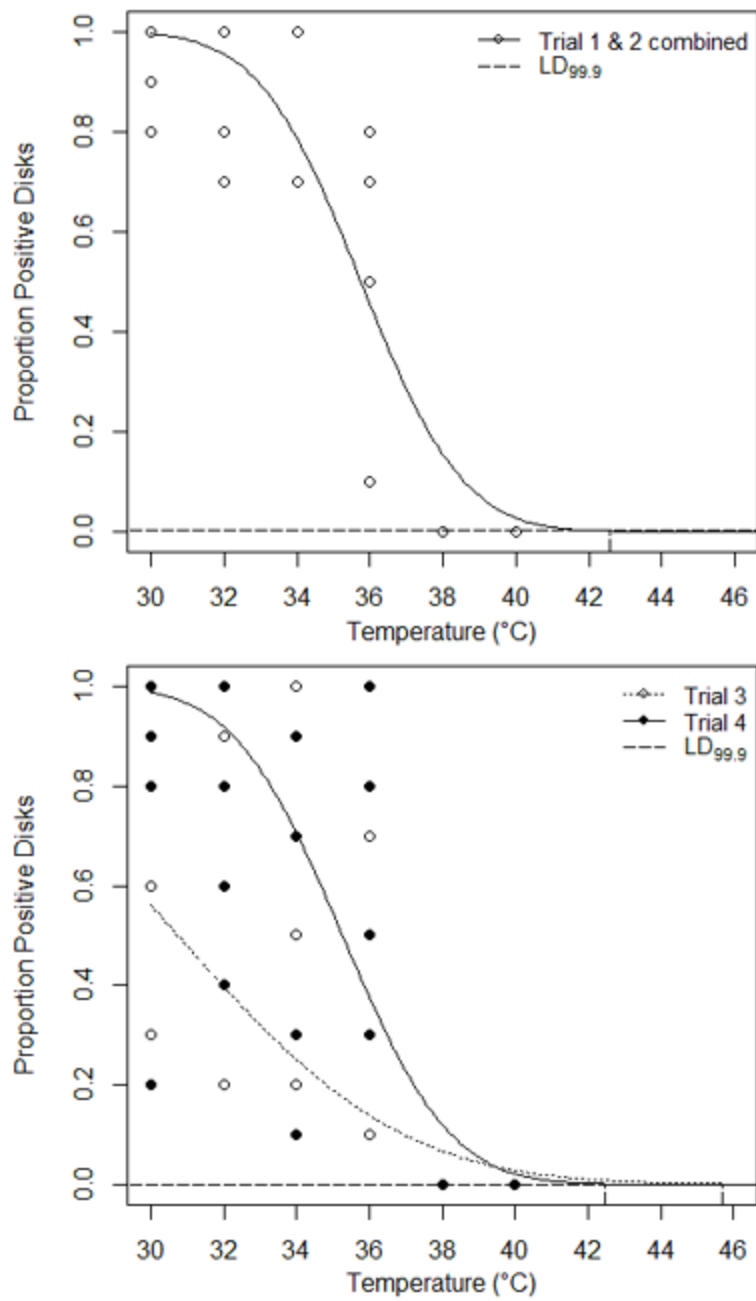 Trial 1 & 2 combined
LD99.9
Proportion Positive Disks
1.0
0.8
0.6
0.4
0.2
0.0
30 32 34 36 38 40 42 44 46
Temperature (°C)
Trial 3
Trial 4
LD99.9
Proportion Positive Disks
1.0
0.8
0.6
0.4
0.2
0.0
30 32 34 36 38 40 42 44 46
Temperature (°C)